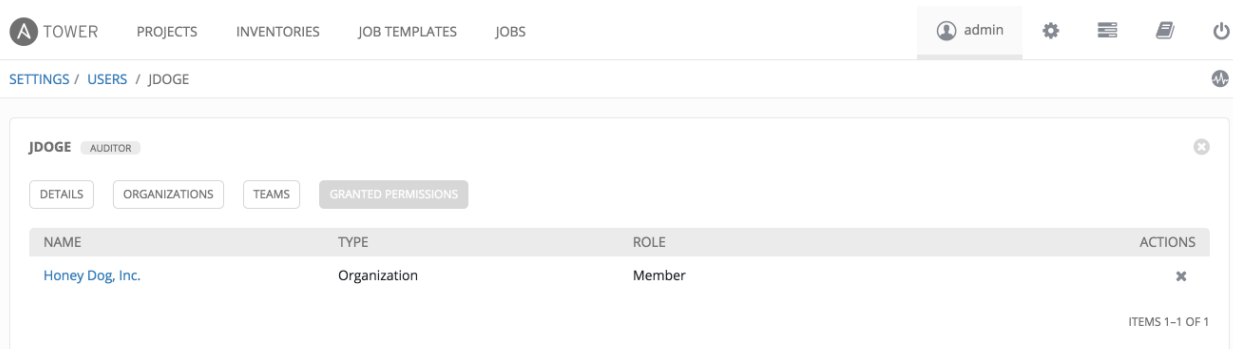 A TOWER PROJECTS INVENTORIES JOB TEMPLATES JOBS admin
SETTINGS / USERS / JDOGE
JDOGE AUDITOR
DETAILS ORGANIZATIONS TEAMS GRANTED PERMISSIONS
NAME TYPE ROLE ACTIONS
Honey Dog, Inc. Organization Member
ITEMS 1–1 OF 1